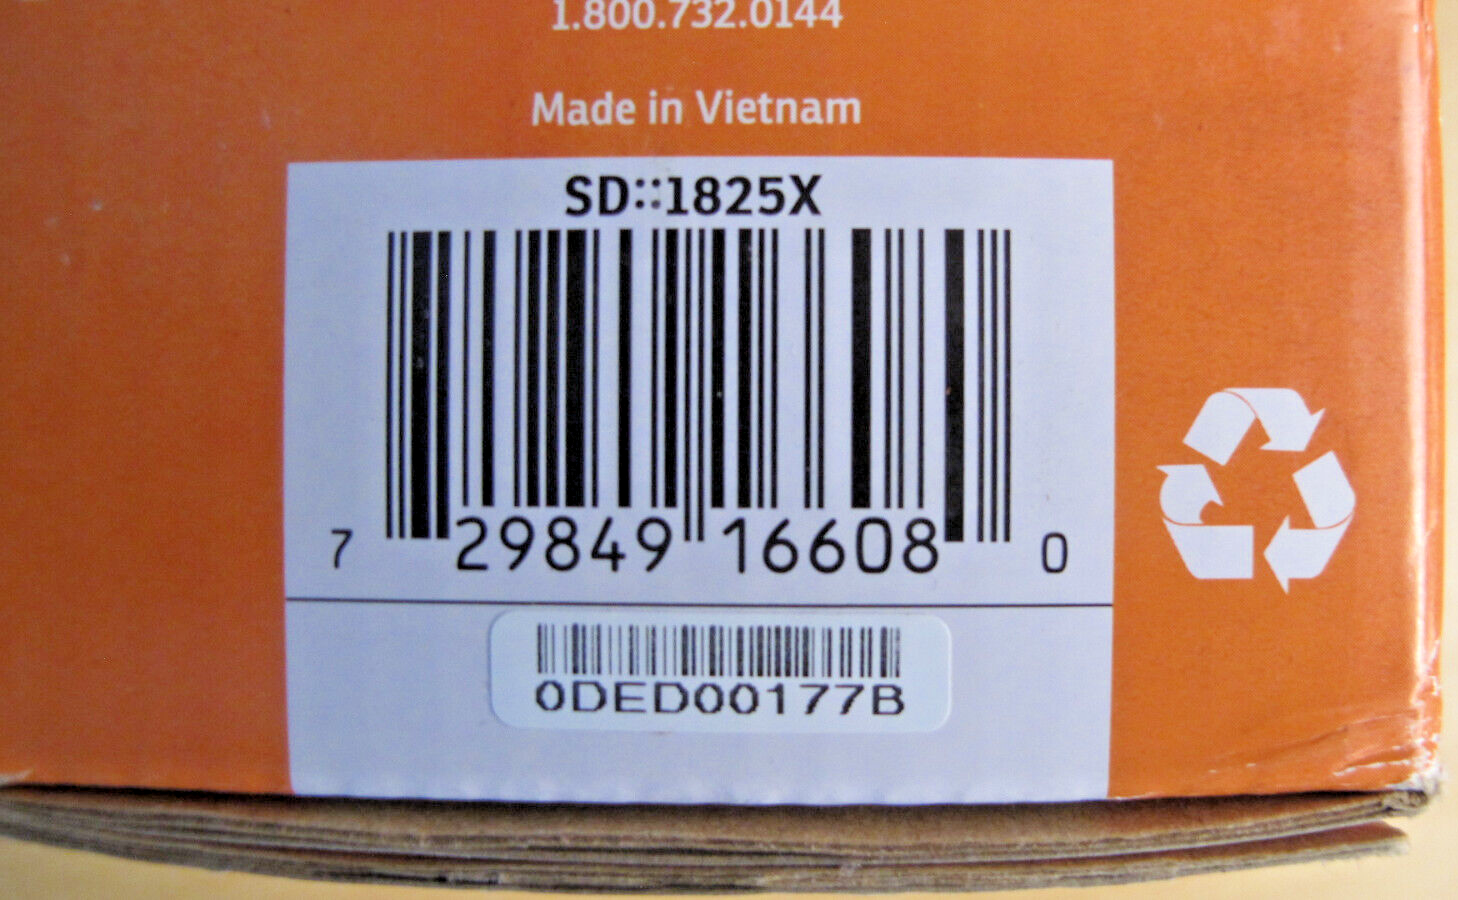 1.800.732.0144
Made in Vietnam
SD::1825X
7 29849 16608 0
0DED00177B